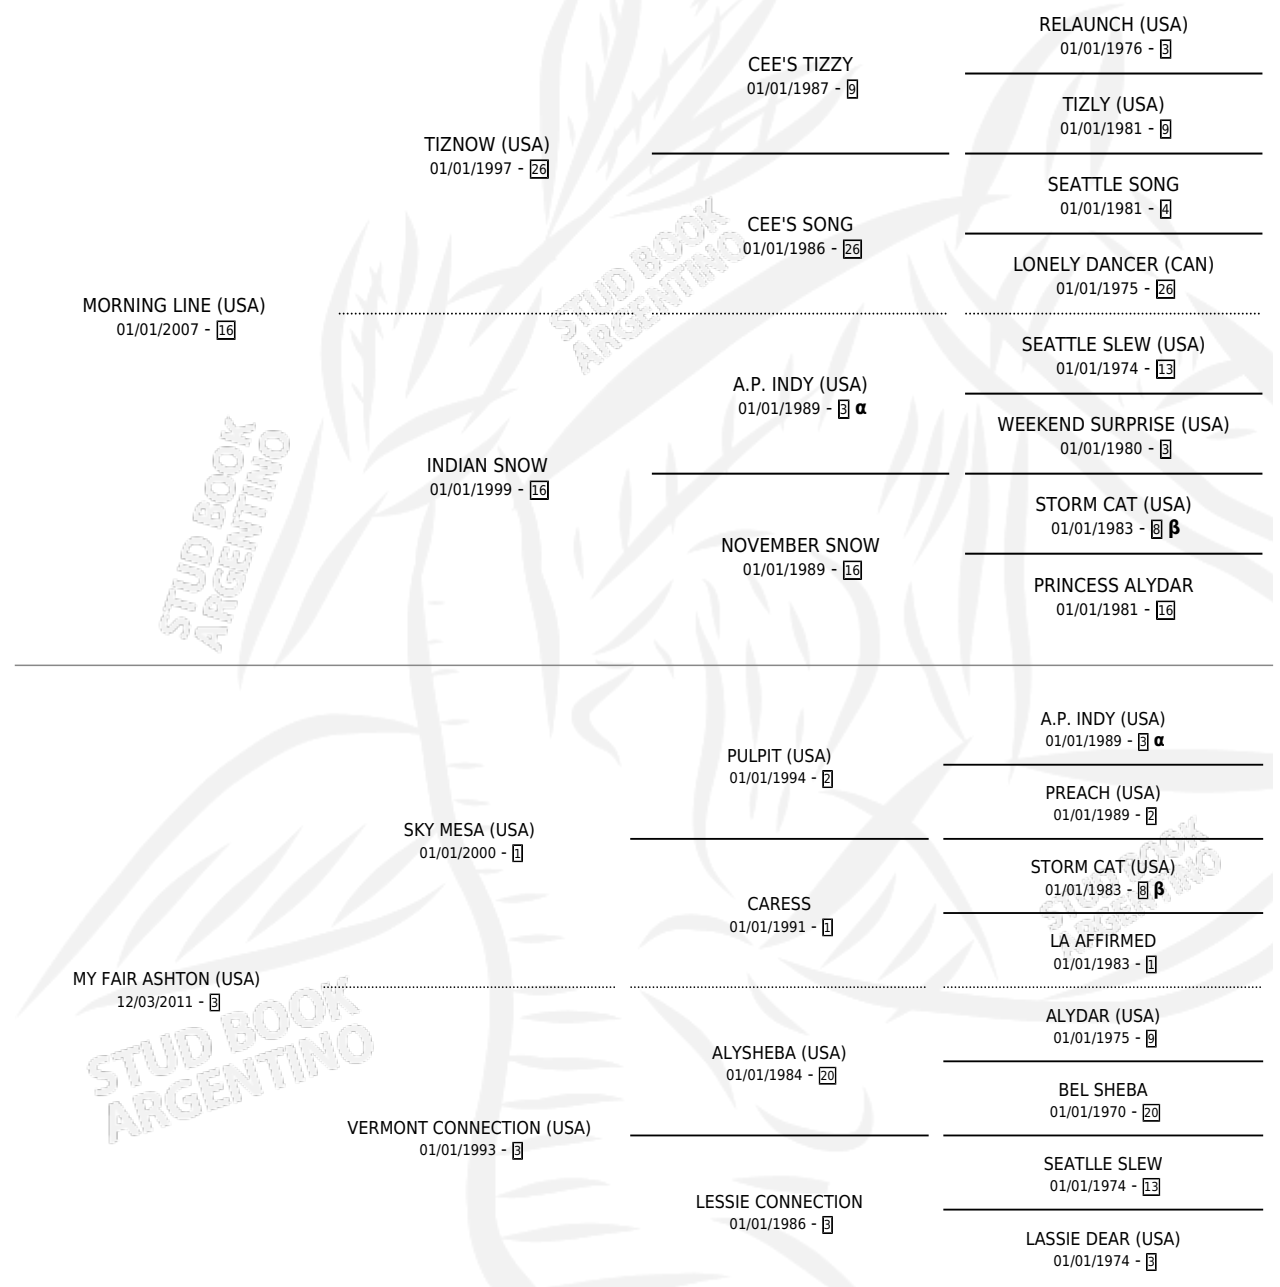 RELAUNCH (USA)
01/01/1976 - 3
CEE'S TIZZY
01/01/1987 - 9
TIZLY (USA)
01/01/1981 - 9
TIZNOW (USA)
01/01/1997 - 26
SEATTLE SONG
01/01/1981 - 4
CEE'S SONG
01/01/1986 - 26
LONELY DANCER (CAN)
01/01/1975 - 26
MORNING LINE (USA)
01/01/2007 - 16
SEATTLE SLEW (USA)
01/01/1974 - 13
A.P. INDY (USA)
01/01/1989 - 3 α
WEEKEND SURPRISE (USA)
01/01/1980 - 3
INDIAN SNOW
01/01/1999 - 16
STORM CAT (USA)
01/01/1983 - 8 β
NOVEMBER SNOW
01/01/1989 - 16
PRINCESS ALYDAR
01/01/1981 - 16
A.P. INDY (USA)
01/01/1989 - 3 α
PULPIT (USA)
01/01/1994 - 2
PREACH (USA)
01/01/1989 - 2
SKY MESA (USA)
01/01/2000 - 1
STORM CAT (USA)
01/01/1983 - 8 β
CARESS
01/01/1991 - 1
LA AFFIRMED
01/01/1983 - 1
MY FAIR ASHTON (USA)
12/03/2011 - 3
ALYDAR (USA)
01/01/1975 - 9
ALYSHEBA (USA)
01/01/1984 - 20
BEL SHEBA
01/01/1970 - 20
VERMONT CONNECTION (USA)
01/01/1993 - 3
SEATLLE SLEW
01/01/1974 - 13
LESSIE CONNECTION
01/01/1986 - 3
LASSIE DEAR (USA)
01/01/1974 - 3
STUD BOOK
ARGENTINO
STUD BOOK
ARGENTINO
STUD BOOK
ARGENTINO
STUD BOOK
ARGENTINO